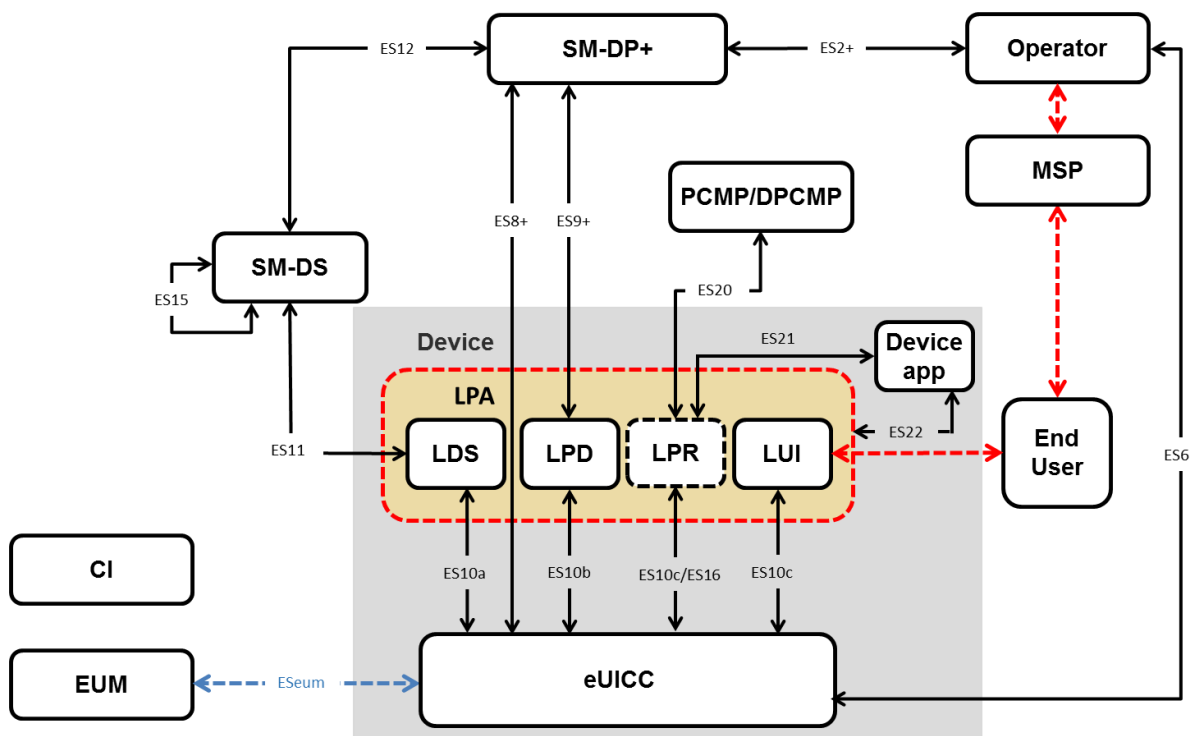 ES12
SM-DP+
ES2+
Operator
MSP
PCMP/DPCMP
ES8+
ES9+
SM-DS
ES15
ES20
Device
ES21
Device
app
LPA
ES22
ES11
LDS
LPD
LPR
LUI
End
User
ES6
CI
ES10a
ES10b
ES10c/ES16
ES10c
EUM
ESeum
eUICC